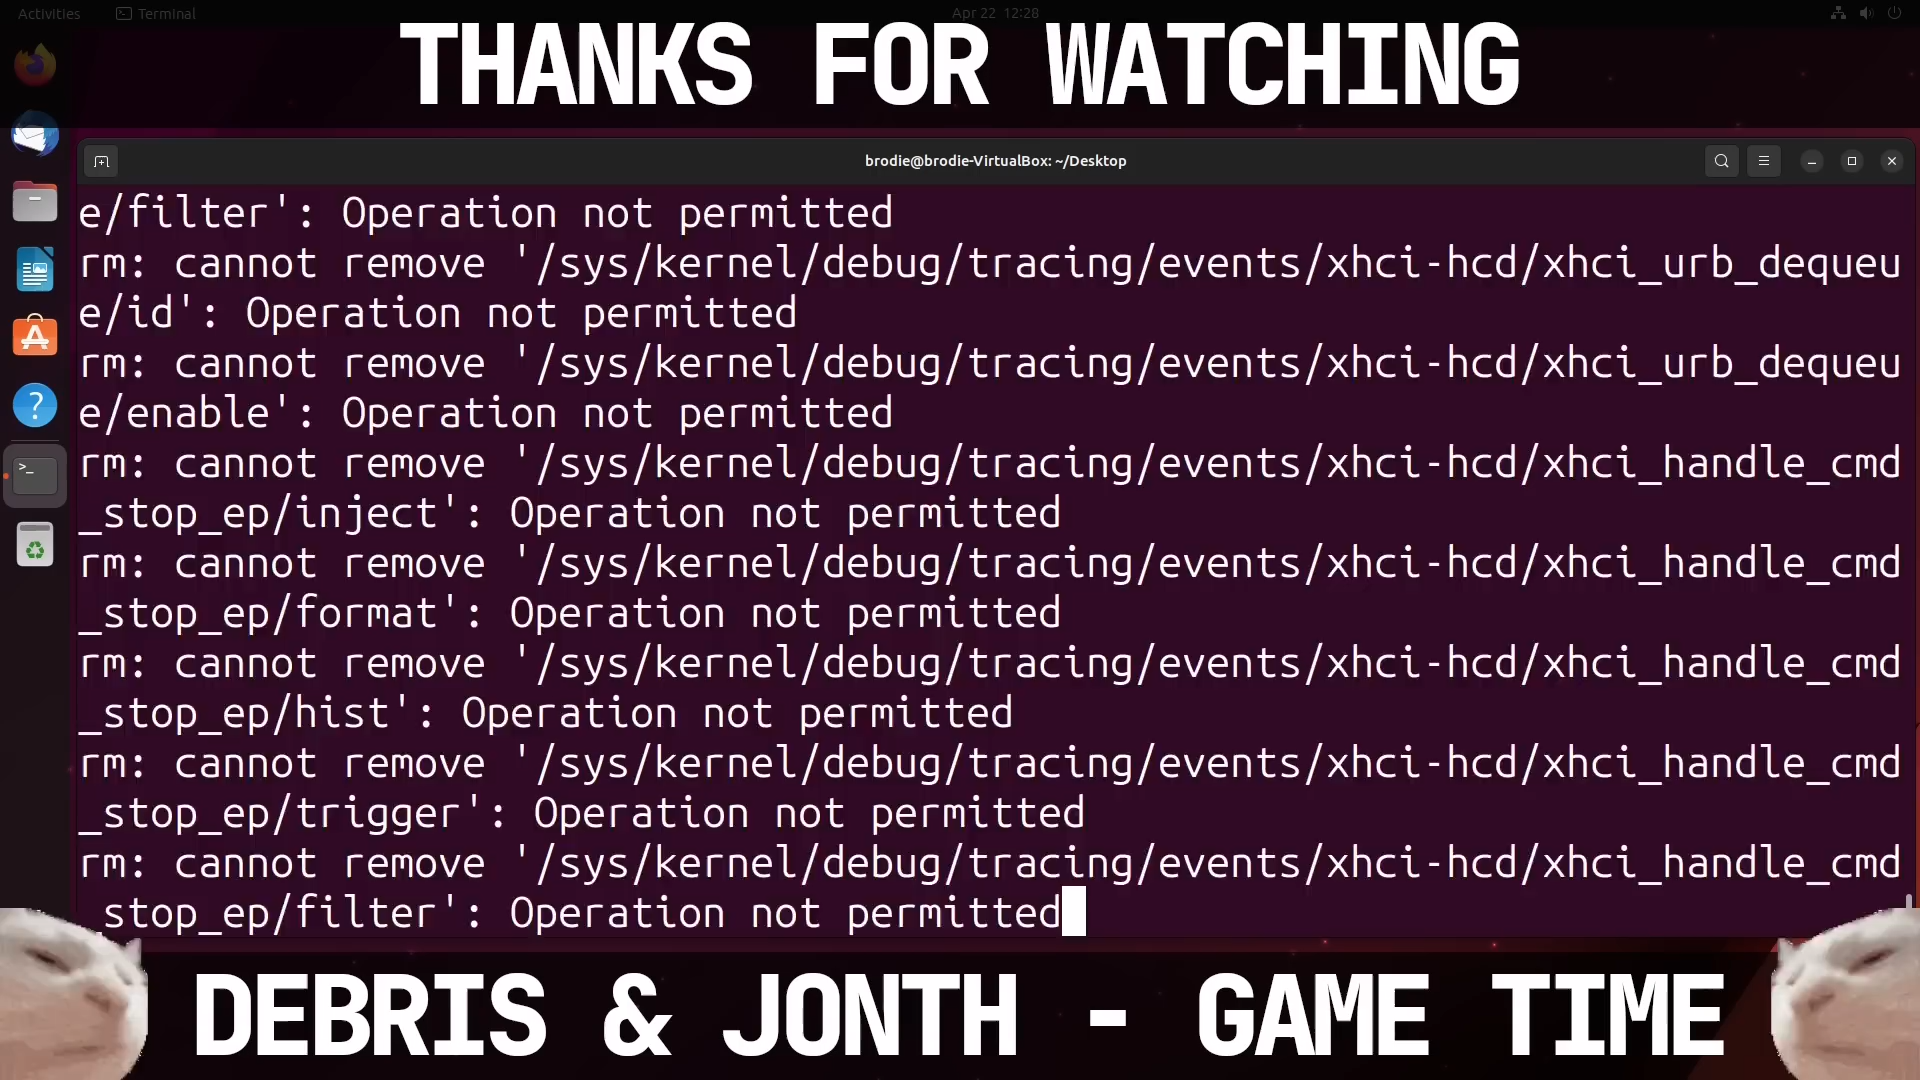 Activities Terminal Apr 22 12:28
THANKS FOR WATCHING
brodie@brodie-VirtualBox: ~/Desktop
e/filter': Operation not permitted
rm: cannot remove '/sys/kernel/debug/tracing/events/xhci-hcd/xhci_urb_dequeu
e/id': Operation not permitted
rm: cannot remove '/sys/kernel/debug/tracing/events/xhci-hcd/xhci_urb_dequeu
e/enable': Operation not permitted
rm: cannot remove '/sys/kernel/debug/tracing/events/xhci-hcd/xhci_handle_cmd
_stop_ep/inject': Operation not permitted
rm: cannot remove '/sys/kernel/debug/tracing/events/xhci-hcd/xhci_handle_cmd
_stop_ep/format': Operation not permitted
rm: cannot remove '/sys/kernel/debug/tracing/events/xhci-hcd/xhci_handle_cmd
_stop_ep/hist': Operation not permitted
rm: cannot remove '/sys/kernel/debug/tracing/events/xhci-hcd/xhci_handle_cmd
_stop_ep/trigger': Operation not permitted
rm: cannot remove '/sys/kernel/debug/tracing/events/xhci-hcd/xhci_handle_cmd
_stop_ep/filter': Operation not permitted
DEBRIS & JONTH - GAME TIME